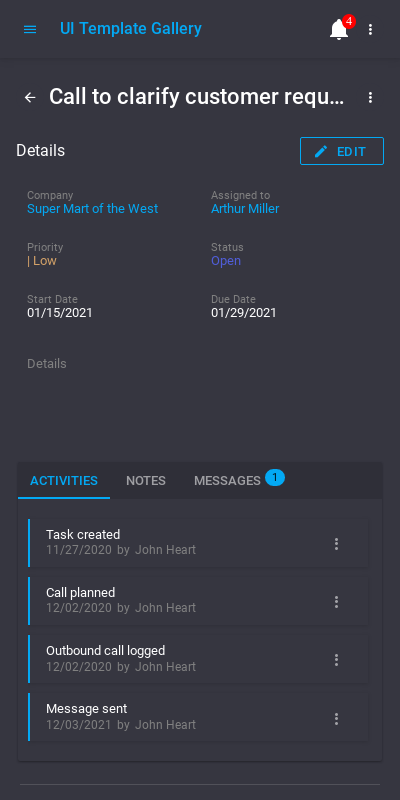 UI Template Gallery
4
Call to clarify customer requ...
Details
EDIT
Company
Assigned to
Super Mart of the West
Arthur Miller
Priority
Status
| Low
Open
Start Date
Due Date
01/15/2021
01/29/2021
Details
ACTIVITIES
NOTES
MESSAGES
1
Task created
11/27/2020 by John Heart
Call planned
12/02/2020 by John Heart
Outbound call logged
12/02/2020 by John Heart
Message sent
12/03/2021 by John Heart